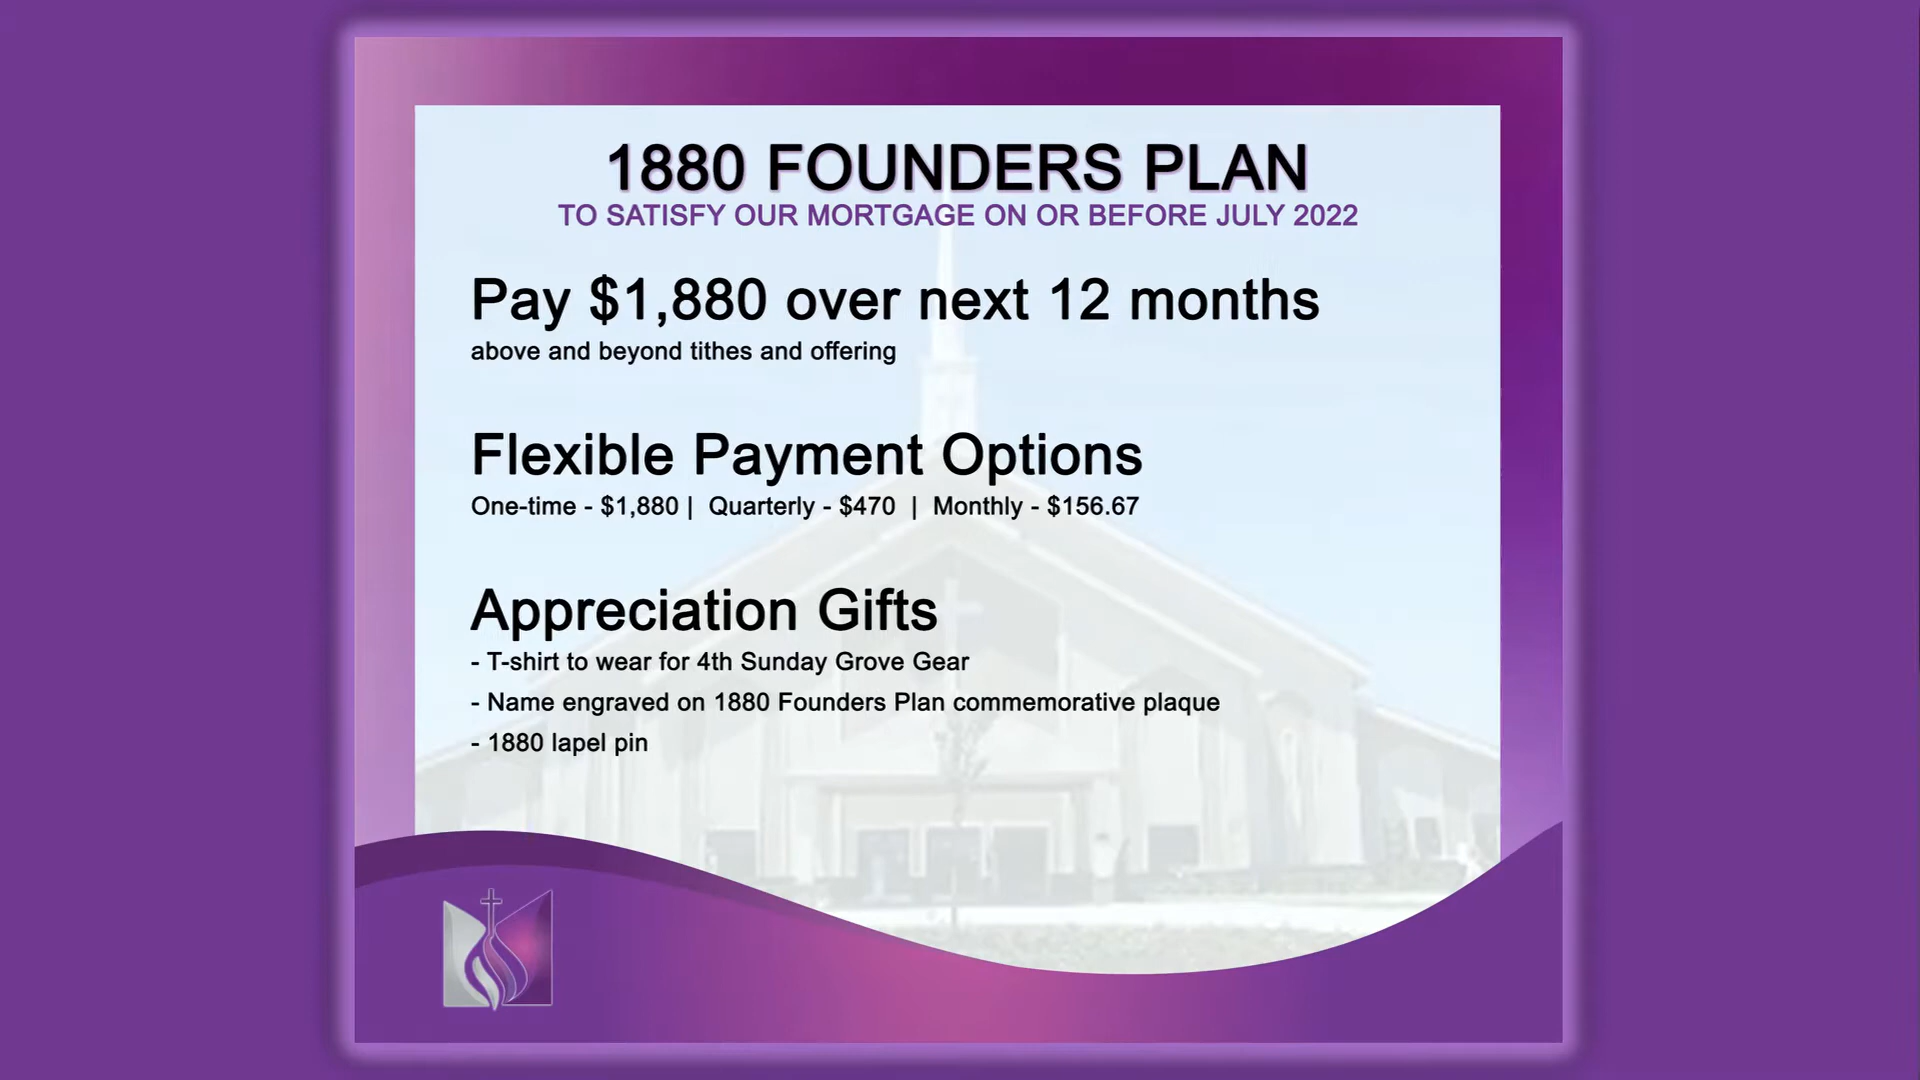 1880 FOUNDERS PLAN
TO SATISFY OUR MORTGAGE ON OR BEFORE JULY 2022
Pay $1,880 over next 12 months
above and beyond tithes and offering
Flexible Payment Options
One-time - $1,880 | Quarterly - $470 | Monthly - $156.67
Appreciation Gifts
- T-shirt to wear for 4th Sunday Grove Gear
- Name engraved on 1880 Founders Plan commemorative plaque
- 1880 lapel pin